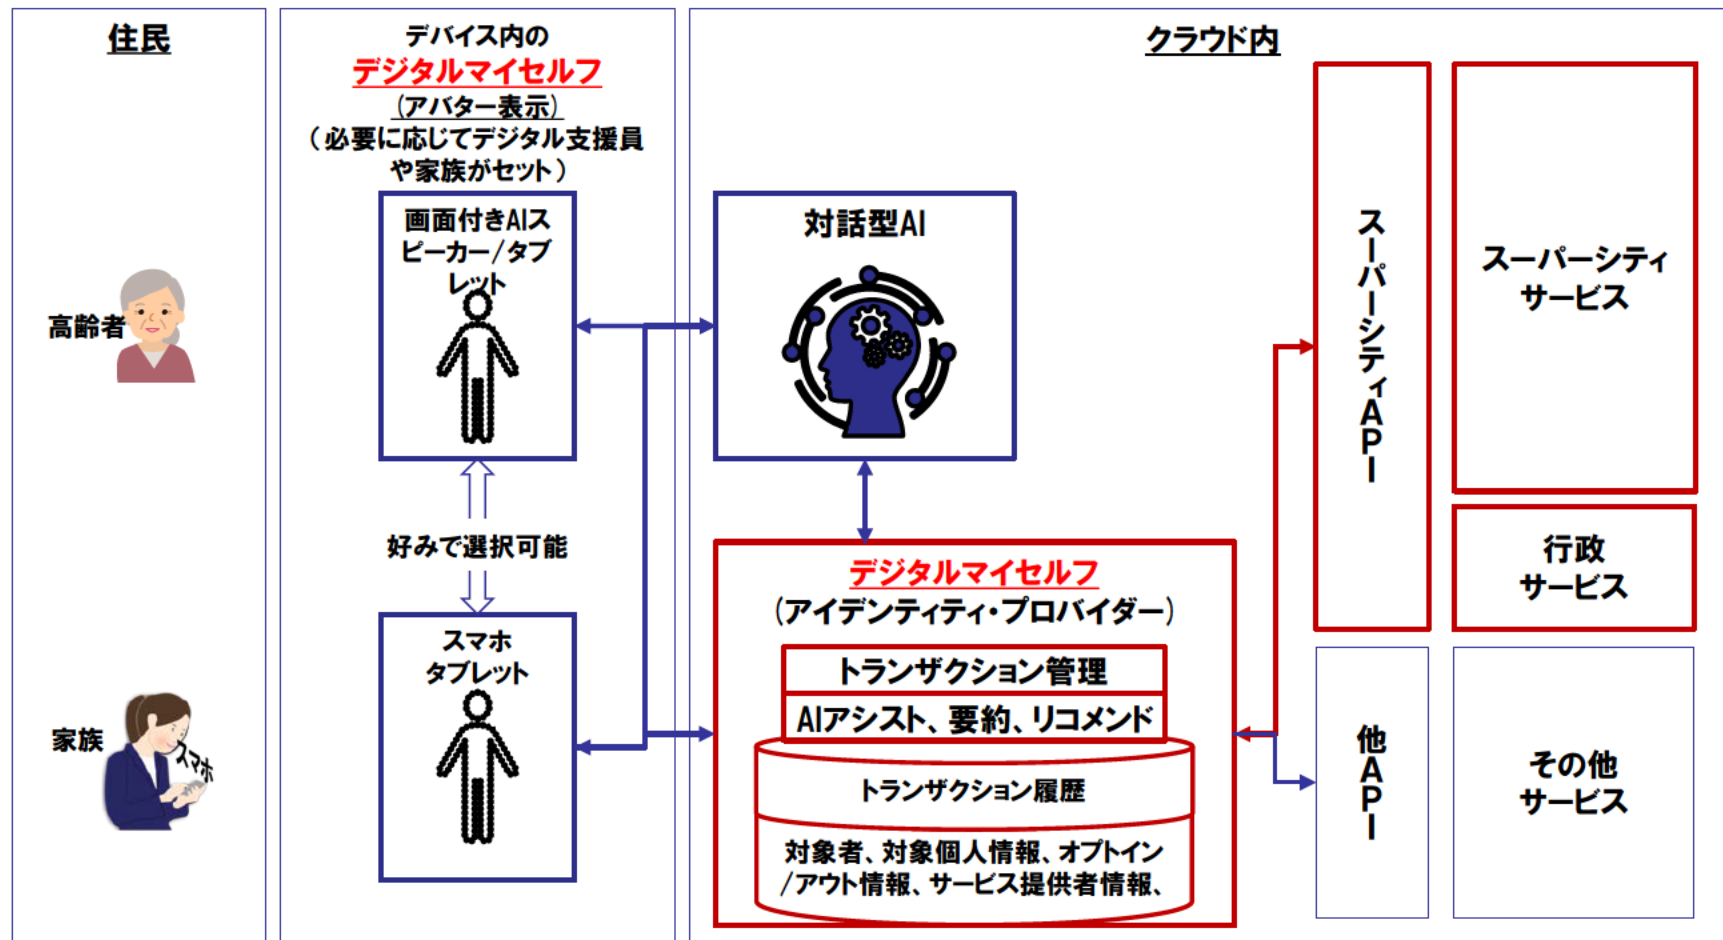 住民
高齢者
家族
スマホ
デバイス内の
デジタルマイセルフ
(アバター表示)
(必要に応じてデジタル支援員
や家族がセット)
画面付きAIス
ピーカー/タブ
レット
好みで選択可能
スマホ
タブレット
クラウド内
対話型AI
デジタルマイセルフ
(アイデンティティ・プロバイダー)
トランザクション管理
AIアシスト、要約、リコメンド
トランザクション履歴
対象者、対象個人情報、オプトイン
/アウト情報、サービス提供者情報、
スーパーシティAPI
他API
スーパーシティ
サービス
行政
サービス
その他
サービス